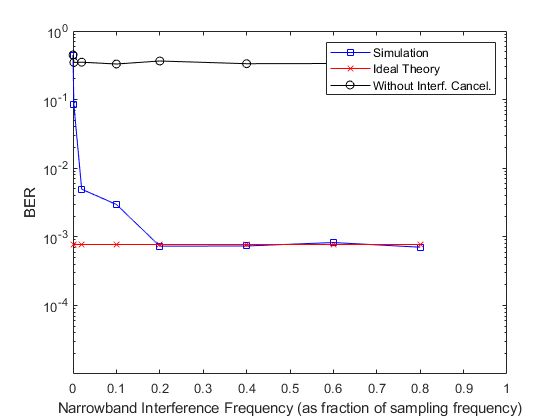 10^0
10^-1
10^-2
10^-3
10^-4
BER
Simulation
Ideal Theory
Without Interf. Cancel.
0 0.1 0.2 0.3 0.4 0.5 0.6 0.7 0.8 0.9 1
Narrowband Interference Frequency (as fraction of sampling frequency)